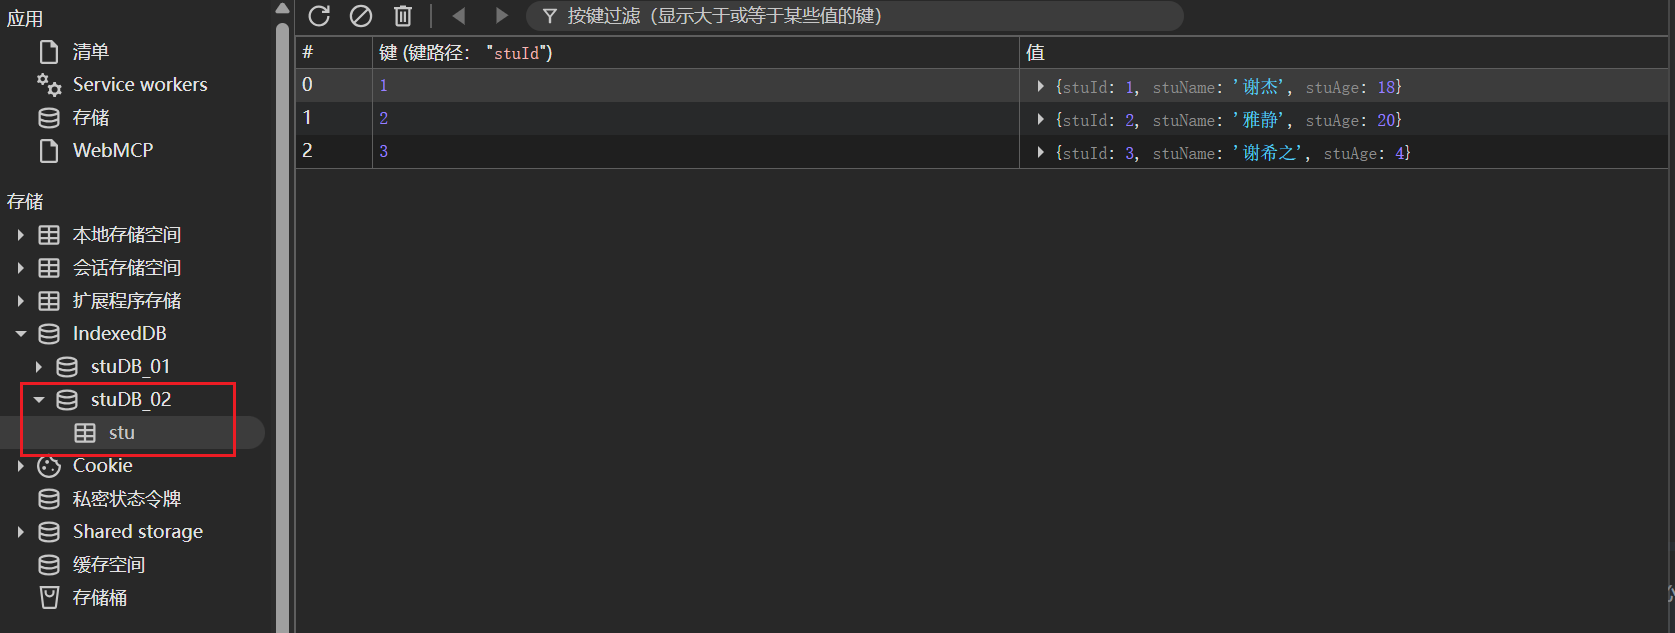 应用
清单
Service workers
存储
WebMCP
存储
本地存储空间
会话存储空间
扩展程序存储
IndexedDB
stuDB_01
stuDB_02
stu
Cookie
私密状态令牌
Shared storage
缓存空间
存储桶
按键过滤（显示大于或等于某些值的键）
# 键 (键路径： "stuId") 值
0 1 {stuId: 1, stuName: '谢杰', stuAge: 18}
1 2 {stuId: 2, stuName: '雅静', stuAge: 20}
2 3 {stuId: 3, stuName: '谢希之', stuAge: 4}